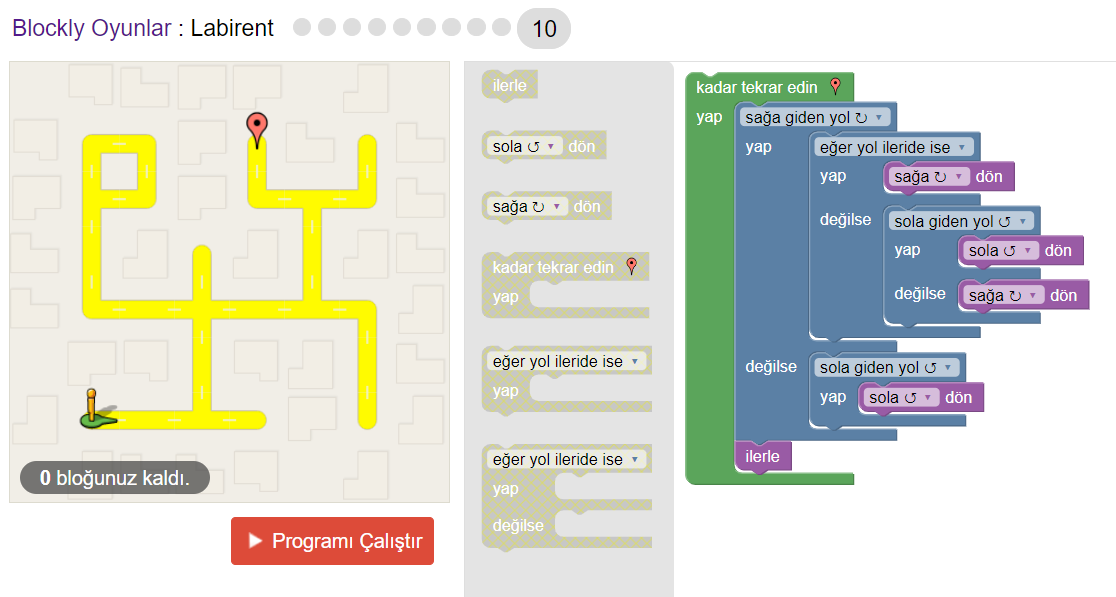 Blockly Oyunlar : Labirent 10
0 bloğunuz kaldı.
Programı Çalıştır
ilerle
sola ↺ ▾ dön
sağa ↻ ▾ dön
kadar tekrar edin
yap
eğer yol ileride ise ▾
yap
eğer yol ileride ise ▾
yap
değilse
kadar tekrar edin
yap
sağa giden yol ↻ ▾
yap
eğer yol ileride ise ▾
yap
sağa ↻ ▾ dön
değilse
sola giden yol ↺ ▾
yap
sola ↺ ▾ dön
değilse
sağa ↻ ▾ dön
değilse
sola giden yol ↺ ▾
yap
sola ↺ ▾ dön
ilerle